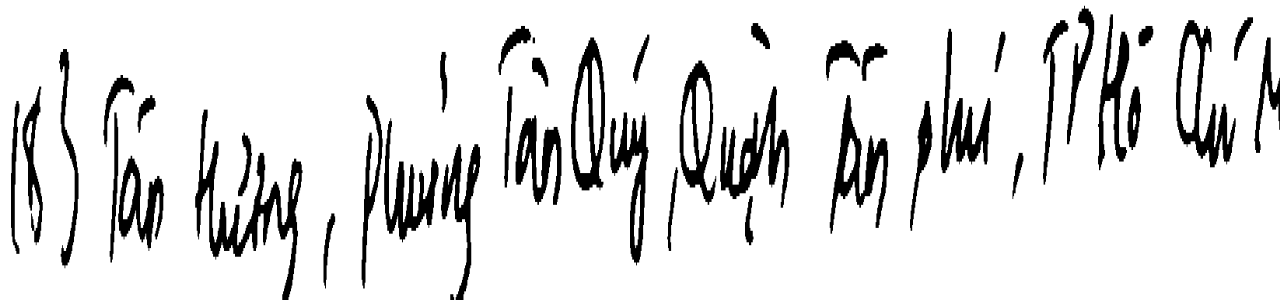 183 Tân Hương, Phường Tân Quý, Quận Tân Phú, TP Hồ Chí M